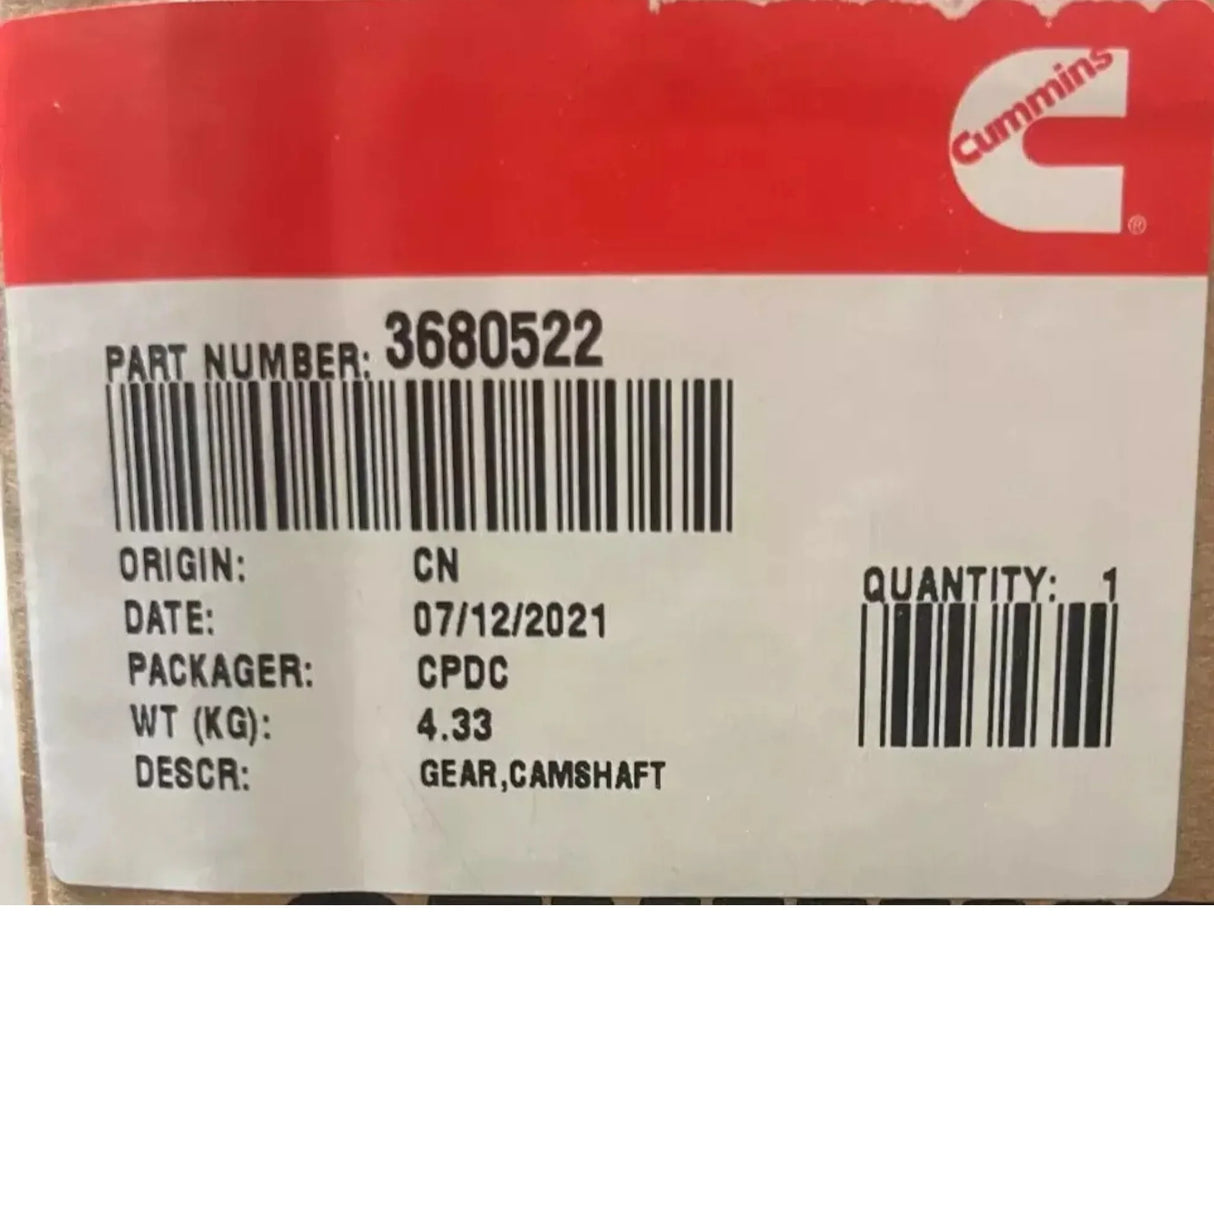 Cummins
®
PART NUMBER: 3680522
ORIGIN: CN
DATE: 07/12/2021
PACKAGER: CPDC
WT (KG): 4.33
DESCR: GEAR,CAMSHAFT
QUANTITY: 1